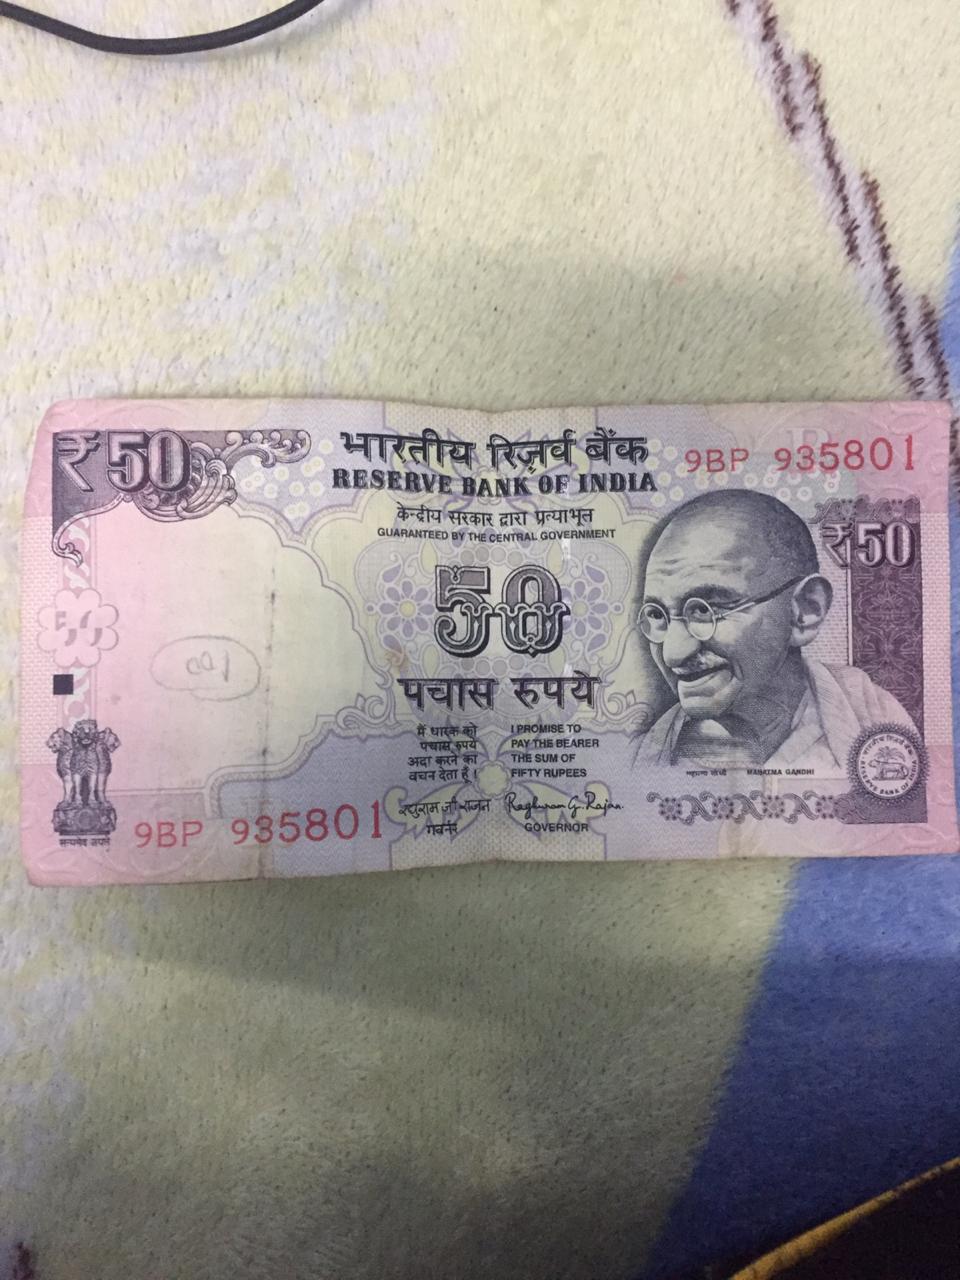 ₹50
भारतीय रिज़र्व बैंक
RESERVE BANK OF INDIA
9BP 935801
केन्द्रीय सरकार द्वारा प्रत्याभूत
GUARANTEED BY THE CENTRAL GOVERNMENT
₹50
50
पचास रुपये
मैं धारक को
पचास रुपये
अदा करने का
वचन देता हूँ।
I PROMISE TO
PAY THE BEARER
THE SUM OF
FIFTY RUPEES
महात्मा गांधी MAHATMA GANDHI
रघुराम जी राजन
गवर्नर
Raghuram G. Rajan
GOVERNOR
सत्यमेव जयते
9BP 935801